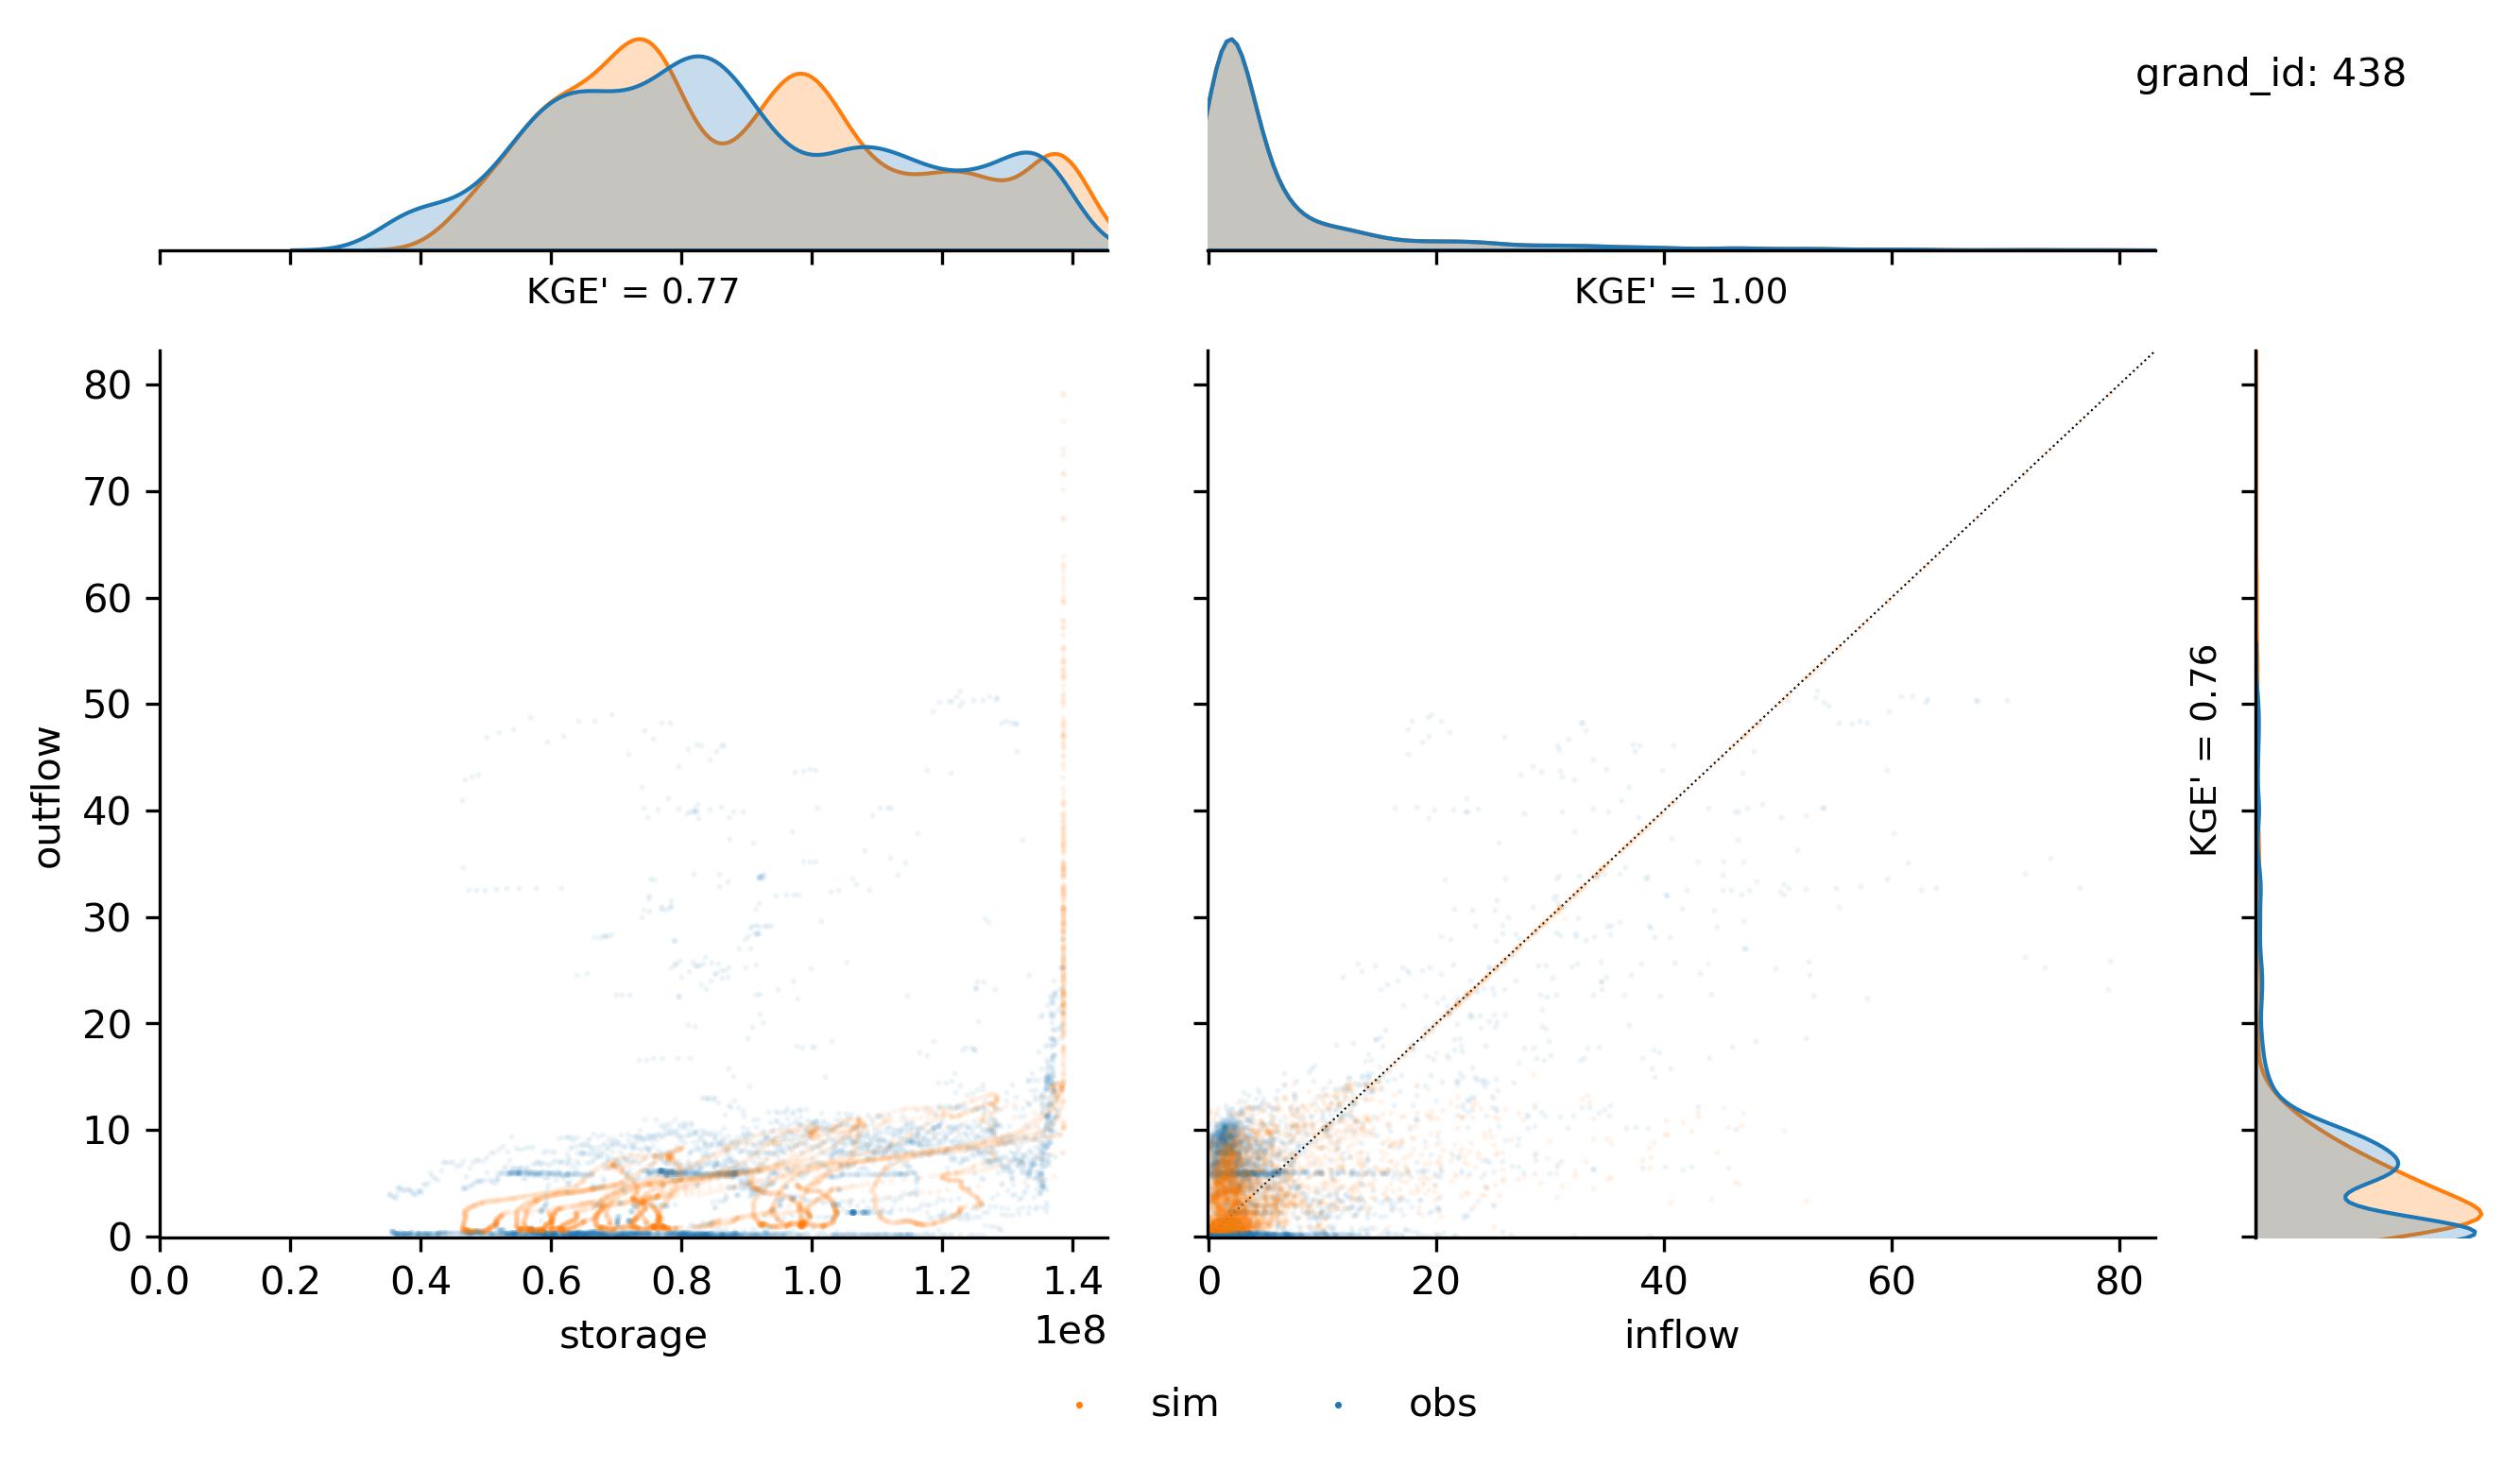 grand_id: 438
KGE' = 0.77
KGE' = 1.00
outflow
80
70
60
50
40
30
20
10
0
KGE' = 0.76
0.0 0.2 0.4 0.6 0.8 1.0 1.2 1.4
1e8
storage
0 20 40 60 80
inflow
sim obs